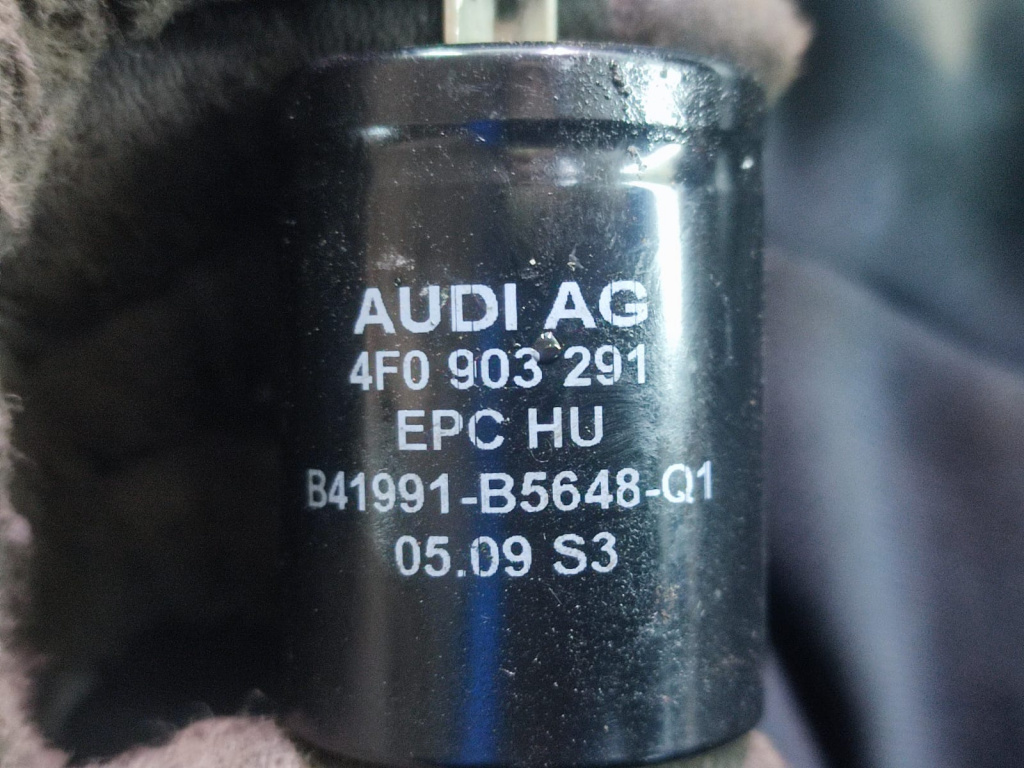 AUDI AG
4F0 903 291
EPC HU
B41991-B5648-Q1
05.09 S3